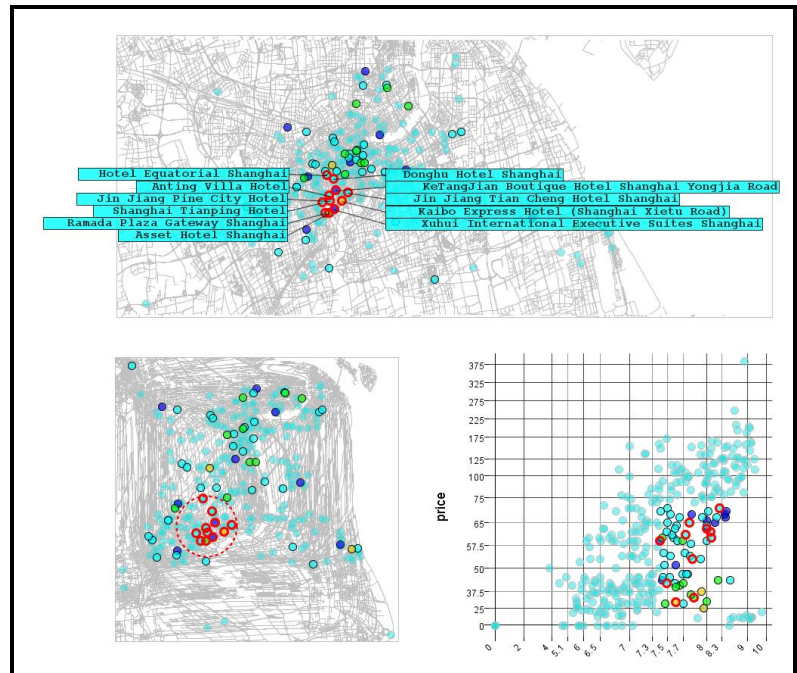 Hotel Equatorial Shanghai
Anting Villa Hotel
Jin Jiang Pine City Hotel
Shanghai Tianping Hotel
Ramada Plaza Gateway Shanghai
Asset Hotel Shanghai
Donghu Hotel Shanghai
KeTangJian Boutique Hotel Shanghai Yongjia Road
Jin Jiang Tian Cheng Hotel Shanghai
Kaibo Express Hotel (Shanghai Xietu Road)
Xuhui International Executive Suites Shanghai
price
375
325
275
225
175
125
100
75
65
57.5
50
37.5
25
0
0 2 4 5.1 6 6.5 7 7.3 7.5 7.7 8 8.3 9 10